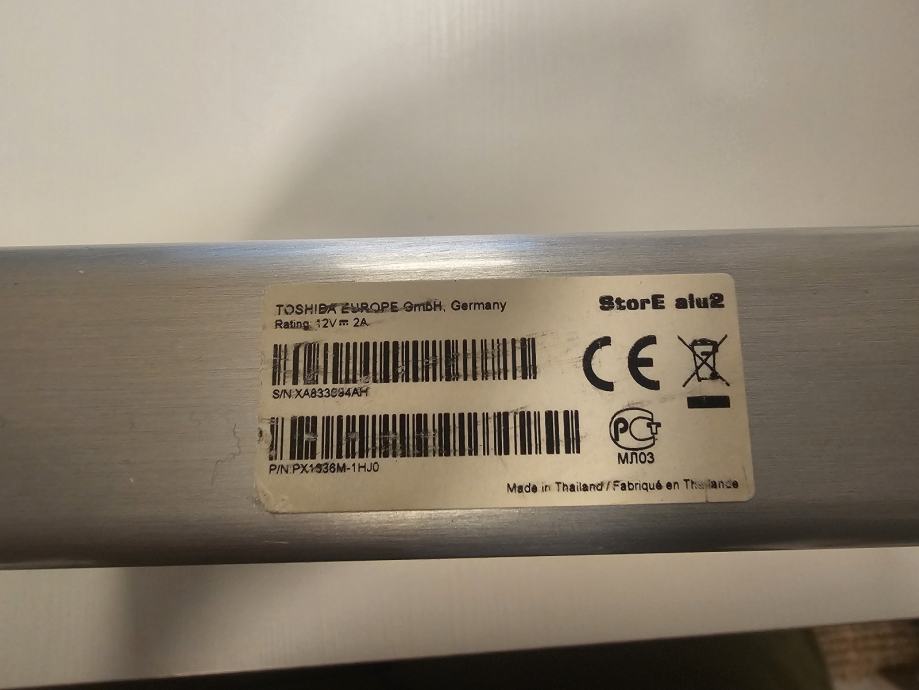 TOSHIBA EUROPE GmbH, Germany
StorE alu2
Rating: 12V⎓ 2A
CE
S/N
PCT
МЛ03
P/N PX1336M-1HJ0
Made in Thailand / Fabriqué en Thaïlande